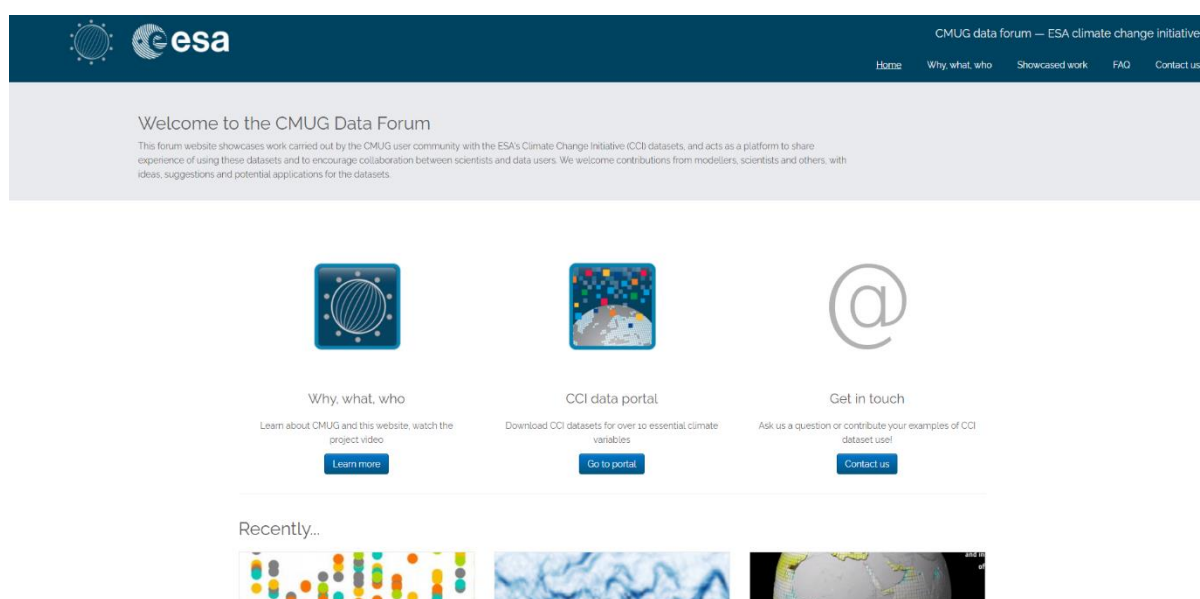 esa
CMUG data forum — ESA climate change initiative
Home Why, what, who Showcased work FAQ Contact us
Welcome to the CMUG Data Forum
This forum website showcases work carried out by the CMUG user community with the ESA's Climate Change Initiative (CCI) datasets, and acts as a platform to share
experience of using these datasets and to encourage collaboration between scientists and data users. We welcome contributions from modellers, scientists and others, with
ideas, suggestions and potential applications for the datasets.
Why, what, who
Learn about CMUG and this website, watch the
project video
Learn more
CCI data portal
Download CCI datasets for over 10 essential climate
variables
Go to portal
Get in touch
Ask us a question or contribute your examples of CCI
dataset use!
Contact us
Recently...
and m
of